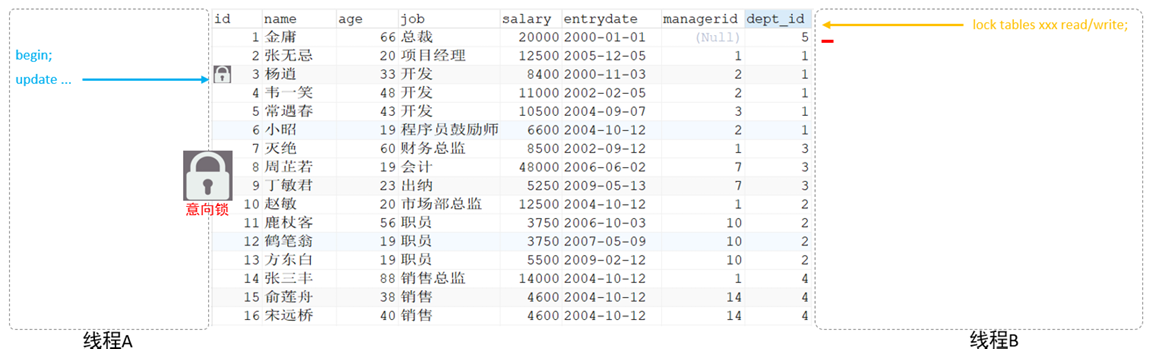 id name age job salary entrydate managerid dept_id
lock tables xxx read/write;
1 金庸 66 总裁 20000 2000-01-01 (Null) 5
begin;
2 张无忌 20 项目经理 12500 2005-12-05 1 1
update ...
3 杨逍 33 开发 8400 2000-11-03 2 1
4 韦一笑 48 开发 11000 2002-02-05 2 1
5 常遇春 43 开发 10500 2004-09-07 3 1
6 小昭 19 程序员鼓励师 6600 2004-10-12 2 1
7 灭绝 60 财务总监 8500 2002-09-12 1 3
8 周芷若 19 会计 48000 2006-06-02 7 3
9 丁敏君 23 出纳 5250 2009-05-13 7 3
意向锁
10 赵敏 20 市场部总监 12500 2004-10-12 1 2
11 鹿杖客 56 职员 3750 2006-10-03 10 2
12 鹤笔翁 19 职员 3750 2007-05-09 10 2
13 方东白 19 职员 5500 2009-02-12 10 2
14 张三丰 88 销售总监 14000 2004-10-12 1 4
15 俞莲舟 38 销售 4600 2004-10-12 14 4
16 宋远桥 40 销售 4600 2004-10-12 14 4
线程A
线程B